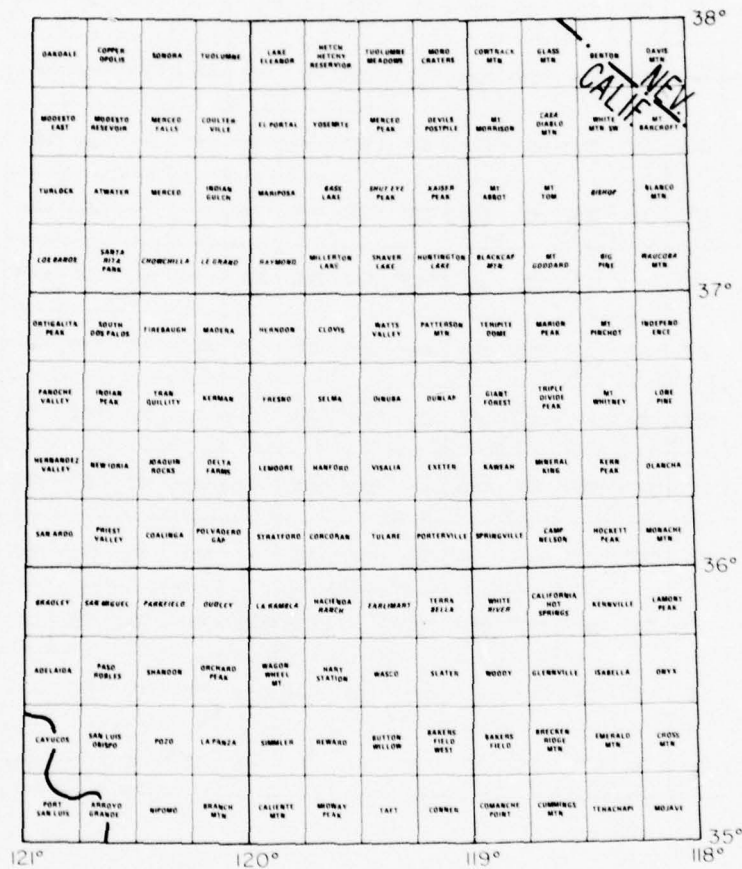 38°
OAKDALE COPPER OPOLIS SONORA TUOLUMNE LAKE ELEANOR HETCH HETCHY RESERVIOR TUOLUMNE MEADOWS MONO CRATERS COWTRACK MTN GLASS MTN BENTON DAVIS MTN
NEV.
CALIF.
MODESTO EAST MODESTO RESEVOIR MERCED FALLS COULTER VILLE EL PORTAL YOSEMITE MERCED PEAK DEVILS POSTPILE MT MORRISON CASA DIABLO MTN WHITE MTN SW MT BARCROFT
TURLOCK ATWATER MERCED INDIAN GULCH MARIPOSA BASS LAKE SHUT EYE PEAK KAISER PEAK MT ABBOT MT TOM BISHOP BLANCO MTN
LOS BANOS SANTA RITA PARK CHOWCHILLA LE GRAND RAYMOND MILLERTON LAKE SHAVER LAKE HUNTINGTON LAKE BLACKCAP MTN MT GODDARD BIG PINE WAUCOBA MTN
37°
ORTIGALITA PEAK SOUTH DOS PALOS FIREBAUGH MADERA HERNDON CLOVIS WATTS VALLEY PATTERSON MTN TEHIPITE DOME MARION PEAK MT PINCHOT INDEPEND ENCE
PANOCHE VALLEY INDIAN PEAK TRAN QUILLITY KERMAN FRESNO SELMA DINUBA DUNLAP GIANT FOREST TRIPLE DIVIDE PEAK MT WHITNEY LONE PINE
HERNANDEZ VALLEY NEW IDRIA JOAQUIN ROCKS DELTA FARMS LEMOORE HANFORD VISALIA EXETER KAWEAH MINERAL KING KERN PEAK OLANCHA
SAN ARDO PRIEST VALLEY COALINGA POLVADERO GAP STRATFORD CORCORAN TULARE PORTERVILLE SPRINGVILLE CAMP NELSON HOCKETT PEAK MONACHE MTN
36°
BRADLEY SAN MIGUEL PARKFIELD DUDLEY LA RAMBLA HACIENDA RANCH EARLIMART TERRA BELLA WHITE RIVER CALIFORNIA HOT SPRINGS KERNVILLE LAMONT PEAK
ADELAIDA PASO ROBLES SHANDON ORCHARD PEAK WAGON WHEEL MT HART STATION WASCO SLATER WOODY GLENNVILLE ISABELLA ONYX
CAYUCOS SAN LUIS OBISPO POZO LA PANZA SIMMLER REWARD BUTTON WILLOW BAKERS FIELD WEST BAKERS FIELD BRECKEN RIDGE MTN EMERALD MTN CROSS MTN
PORT SAN LUIS ARROYO GRANDE NIPOMO BRANCH MTN CALIENTE MTN MIDWAY PEAK TAFT CONNER COMANCHE POINT CUMMINGS MTN TEHACHAPI MOJAVE
35°
121° 120° 119° 118°